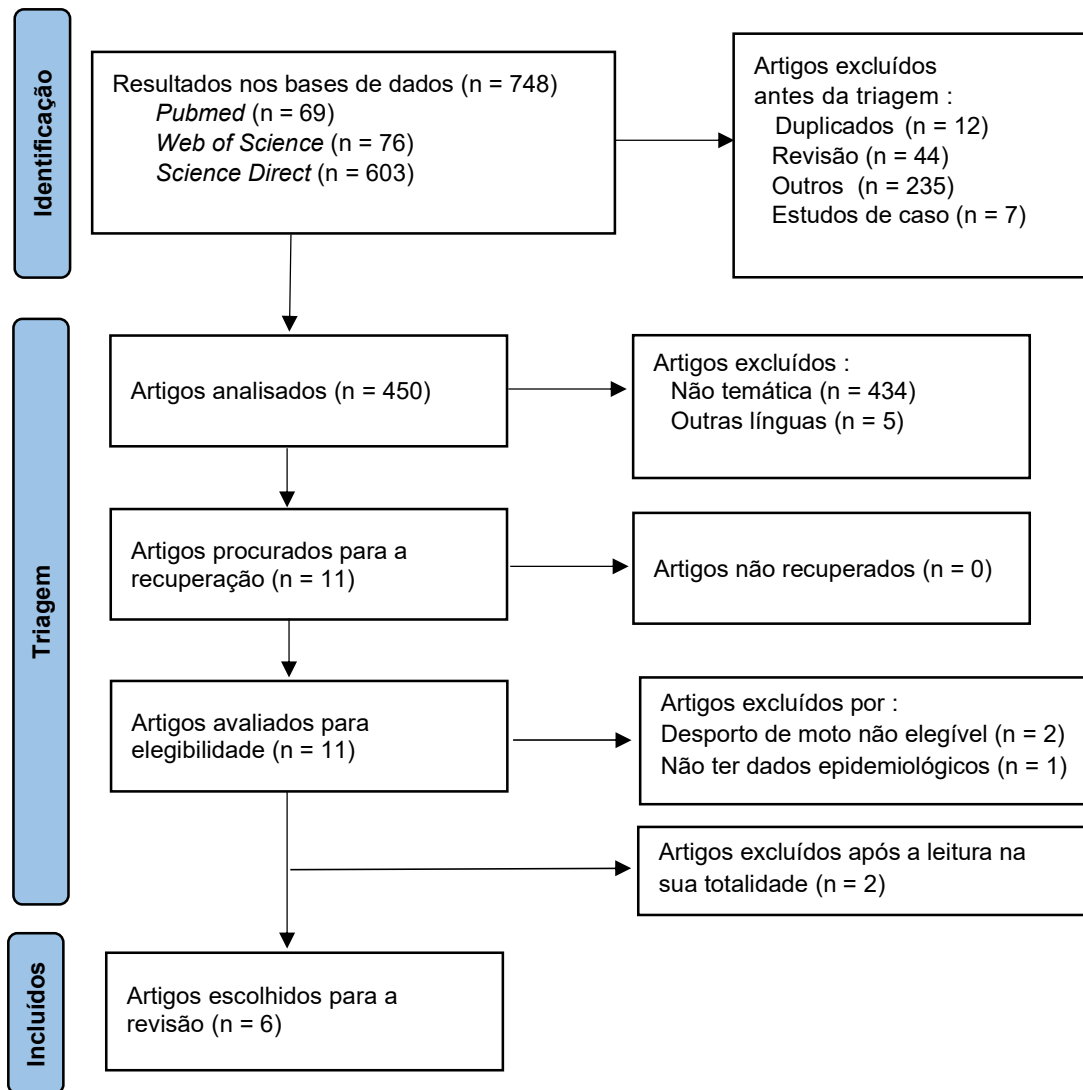 Identificação
Resultados nos bases de dados (n = 748)
Pubmed (n = 69)
Web of Science (n = 76)
Science Direct (n = 603)
Artigos excluídos
antes da triagem :
Duplicados (n = 12)
Revisão (n = 44)
Outros (n = 235)
Estudos de caso (n = 7)
Triagem
Artigos analisados (n = 450)
Artigos excluídos :
Não temática (n = 434)
Outras línguas (n = 5)
Artigos procurados para a
recuperação (n = 11)
Artigos não recuperados (n = 0)
Artigos avaliados para
elegibilidade (n = 11)
Artigos excluídos por :
Desporto de moto não elegível (n = 2)
Não ter dados epidemiológicos (n = 1)
Artigos excluídos após a leitura na
sua totalidade (n = 2)
Incluídos
Artigos escolhidos para a
revisão (n = 6)